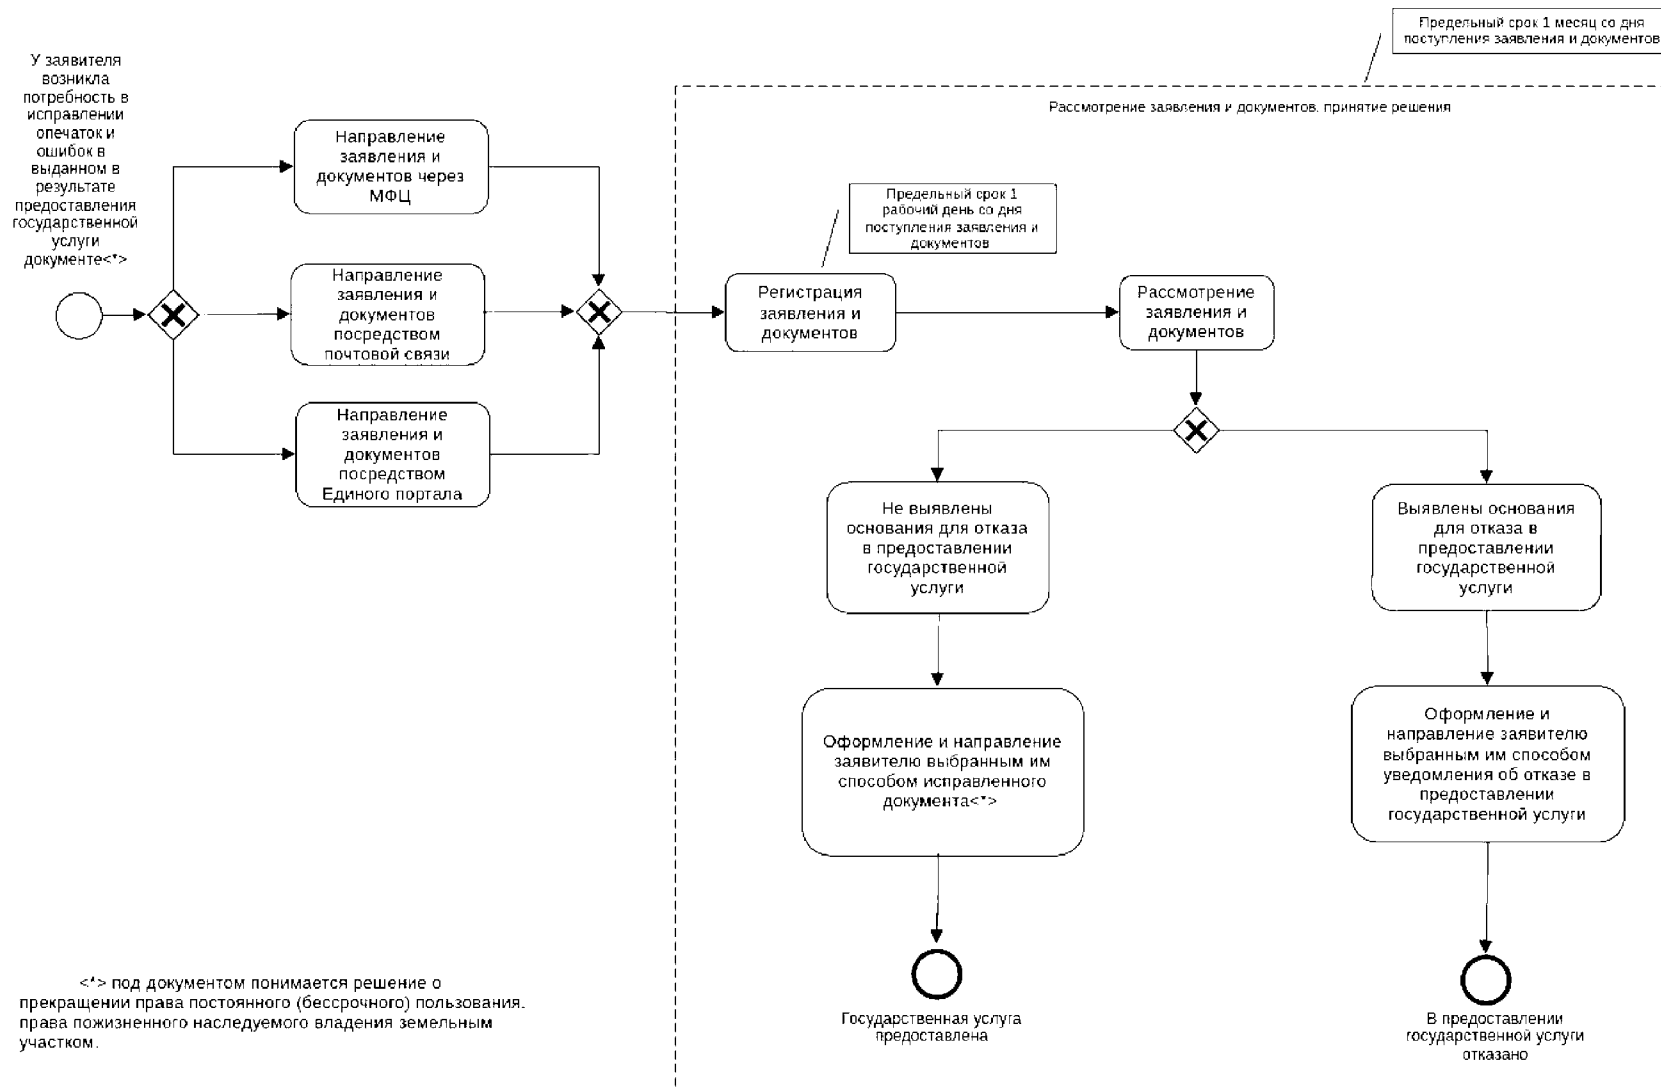 Предельный срок 1 месяц со дня
поступления заявления и документов
Рассмотрение заявления и документов. принятие решения
У заявителя
возникла
потребность в
исправлении
опечаток и
ошибок в
выданном в
результате
предоставления
государственной
услуги
документе<*>
Направление
заявления и
документов через
МФЦ
Направление
заявления и
документов
посредством
почтовой связи
Направление
заявления и
документов
посредством
Единого портала
Предельный срок 1
рабочий день со дня
поступления заявления и
документов
Регистрация
заявления и
документов
Рассмотрение
заявления и
документов
Не выявлены
основания для отказа
в предоставлении
государственной
услуги
Выявлены основания
для отказа в
предоставлении
государственной
услуги
Оформление и направление
заявителю выбранным им
способом исправленного
документа<*>
Оформление и
направление заявителю
выбранным им способом
уведомления об отказе в
предоставлении
государственной услуги
Государственная услуга
предоставлена
В предоставлении
государственной услуги
отказано
<*> под документом понимается решение о
прекращении права постоянного (бессрочного) пользования.
права пожизненного наследуемого владения земельным
участком.